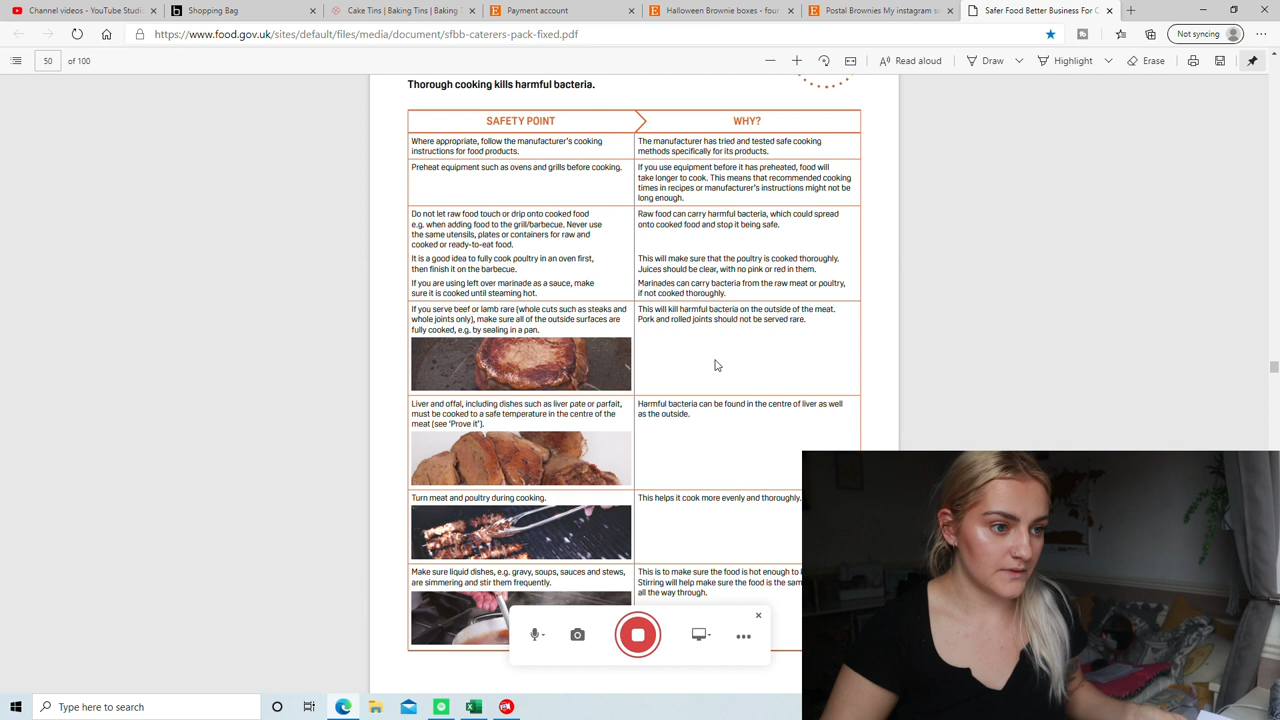 Channel videos - YouTube Studio
Shopping Bag
Cake Tins | Baking Tins | Baking
Payment account
Halloween Brownie boxes - four
Postal Brownies My instagram
Safer Food Better Business For C
https://www.food.gov.uk/sites/default/files/media/document/sfbb-caterers-pack-fixed.pdf
Not syncing
50 of 100
Read aloud
Draw
Highlight
Erase
Thorough cooking kills harmful bacteria.
SAFETY POINT
WHY?
Where appropriate, follow the manufacturer's cooking
instructions for food products.
The manufacturer has tried and tested safe cooking
methods specifically for its products.
Preheat equipment such as ovens and grills before cooking.
If you use equipment before it has preheated, food will
take longer to cook. This means that recommended cooking
times in recipes or manufacturer's instructions might not be
long enough.
Do not let raw food touch or drip onto cooked food
e.g. when adding food to the grill/barbecue. Never use
the same utensils, plates or containers for raw and
cooked or ready-to-eat food.
Raw food can carry harmful bacteria, which could spread
onto cooked food and stop it being safe.
It is a good idea to fully cook poultry in an oven first,
then finish it on the barbecue.
This will make sure that the poultry is cooked thoroughly.
Juices should be clear, with no pink or red in them.
If you are using left over marinade as a sauce, make
sure it is cooked until steaming hot.
Marinades can carry bacteria from the raw meat or poultry,
if not cooked thoroughly.
If you serve beef or lamb rare (whole cuts such as steaks and
whole joints only), make sure all of the outside surfaces are
fully cooked, e.g. by sealing in a pan.
This will kill harmful bacteria on the outside of the meat.
Pork and rolled joints should not be served rare.
Liver and offal, including dishes such as liver pate or parfait,
must be cooked to a safe temperature in the centre of the
meat (see 'Prove it').
Harmful bacteria can be found in the centre of liver as well
as the outside.
Turn meat and poultry during cooking.
This helps it cook more evenly and thoroughly.
Make sure liquid dishes, e.g. gravy, soups, sauces and stews,
are simmering and stir them frequently.
This is to make sure the food is hot enough to
Stirring will help make sure the food is the sam
all the way through.
Type here to search